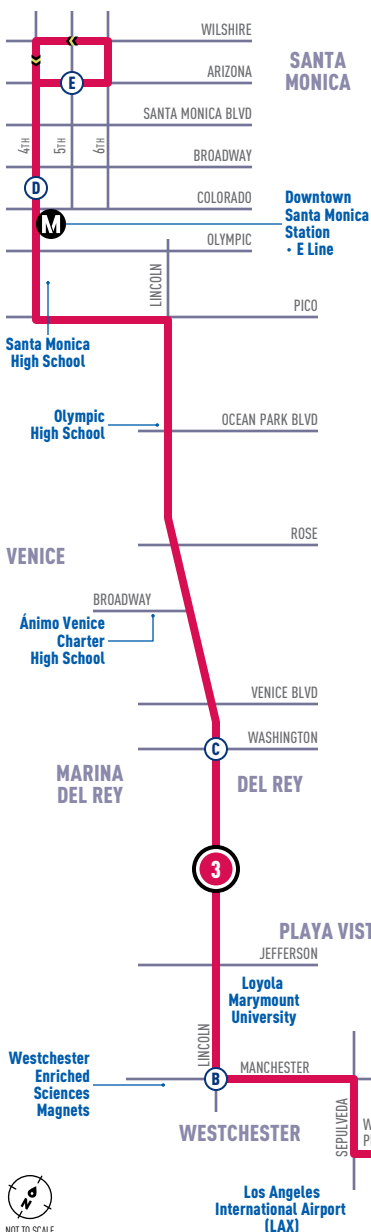 WILSHIRE
SANTA
MONICA
ARIZONA
E
SANTA MONICA BLVD
4TH
5TH
6TH
BROADWAY
D
COLORADO
Downtown
Santa Monica
Station
· E Line
M
OLYMPIC
LINCOLN
PICO
Santa Monica
High School
Olympic
High School
OCEAN PARK BLVD
ROSE
VENICE
BROADWAY
Ánimo Venice
Charter
High School
VENICE BLVD
C
WASHINGTON
MARINA
DEL REY
DEL REY
3
PLAYA VIST
JEFFERSON
Loyola
Marymount
University
LINCOLN
Westchester
Enriched
Sciences
Magnets
MANCHESTER
B
WESTCHESTER
SEPULVEDA
N
NOT TO SCALE
Los Angeles
International Airport
(LAX)